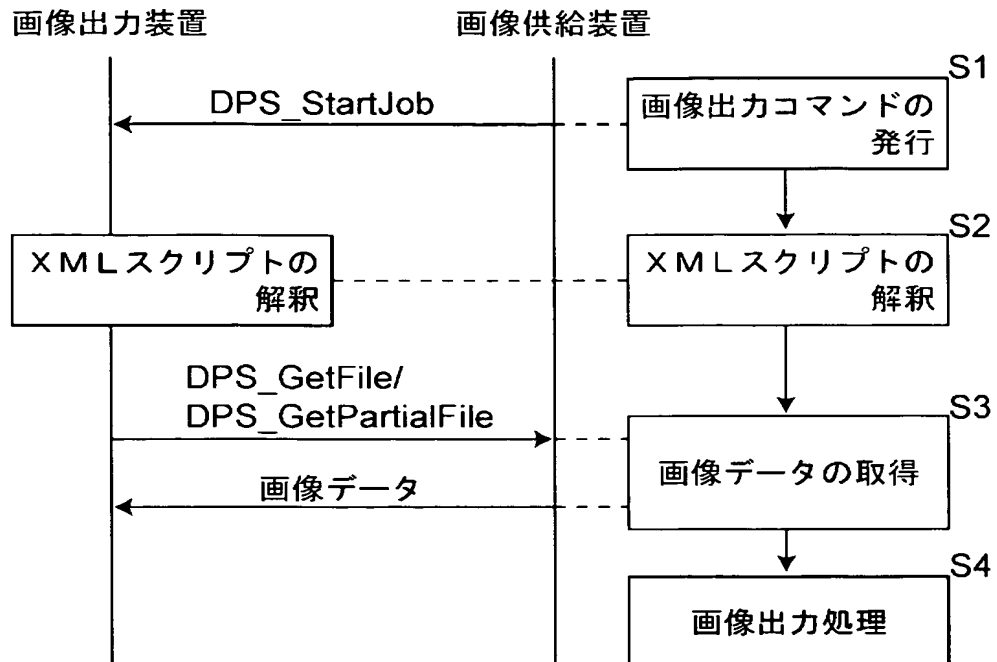 画像出力装置
画像供給装置
S1
DPS_StartJob
画像出力コマンドの
発行
S2
XMLスクリプトの
解釈
XMLスクリプトの
解釈
DPS_GetFile/
DPS_GetPartialFile
S3
画像データの取得
画像データ
S4
画像出力処理